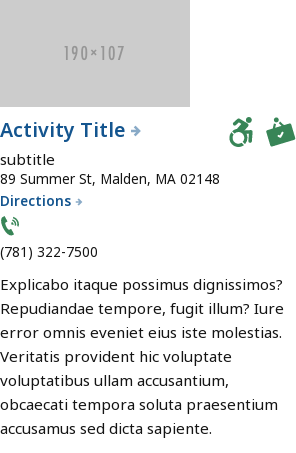 190×107
Activity Title
subtitle
89 Summer St, Malden, MA 02148
Directions
(781) 322-7500
Explicabo itaque possimus dignissimos?
Repudiandae tempore, fugit illum? Iure
error omnis eveniet eius iste molestias.
Veritatis provident hic voluptate
voluptatibus ullam accusantium,
obcaecati tempora soluta praesentium
accusamus sed dicta sapiente.